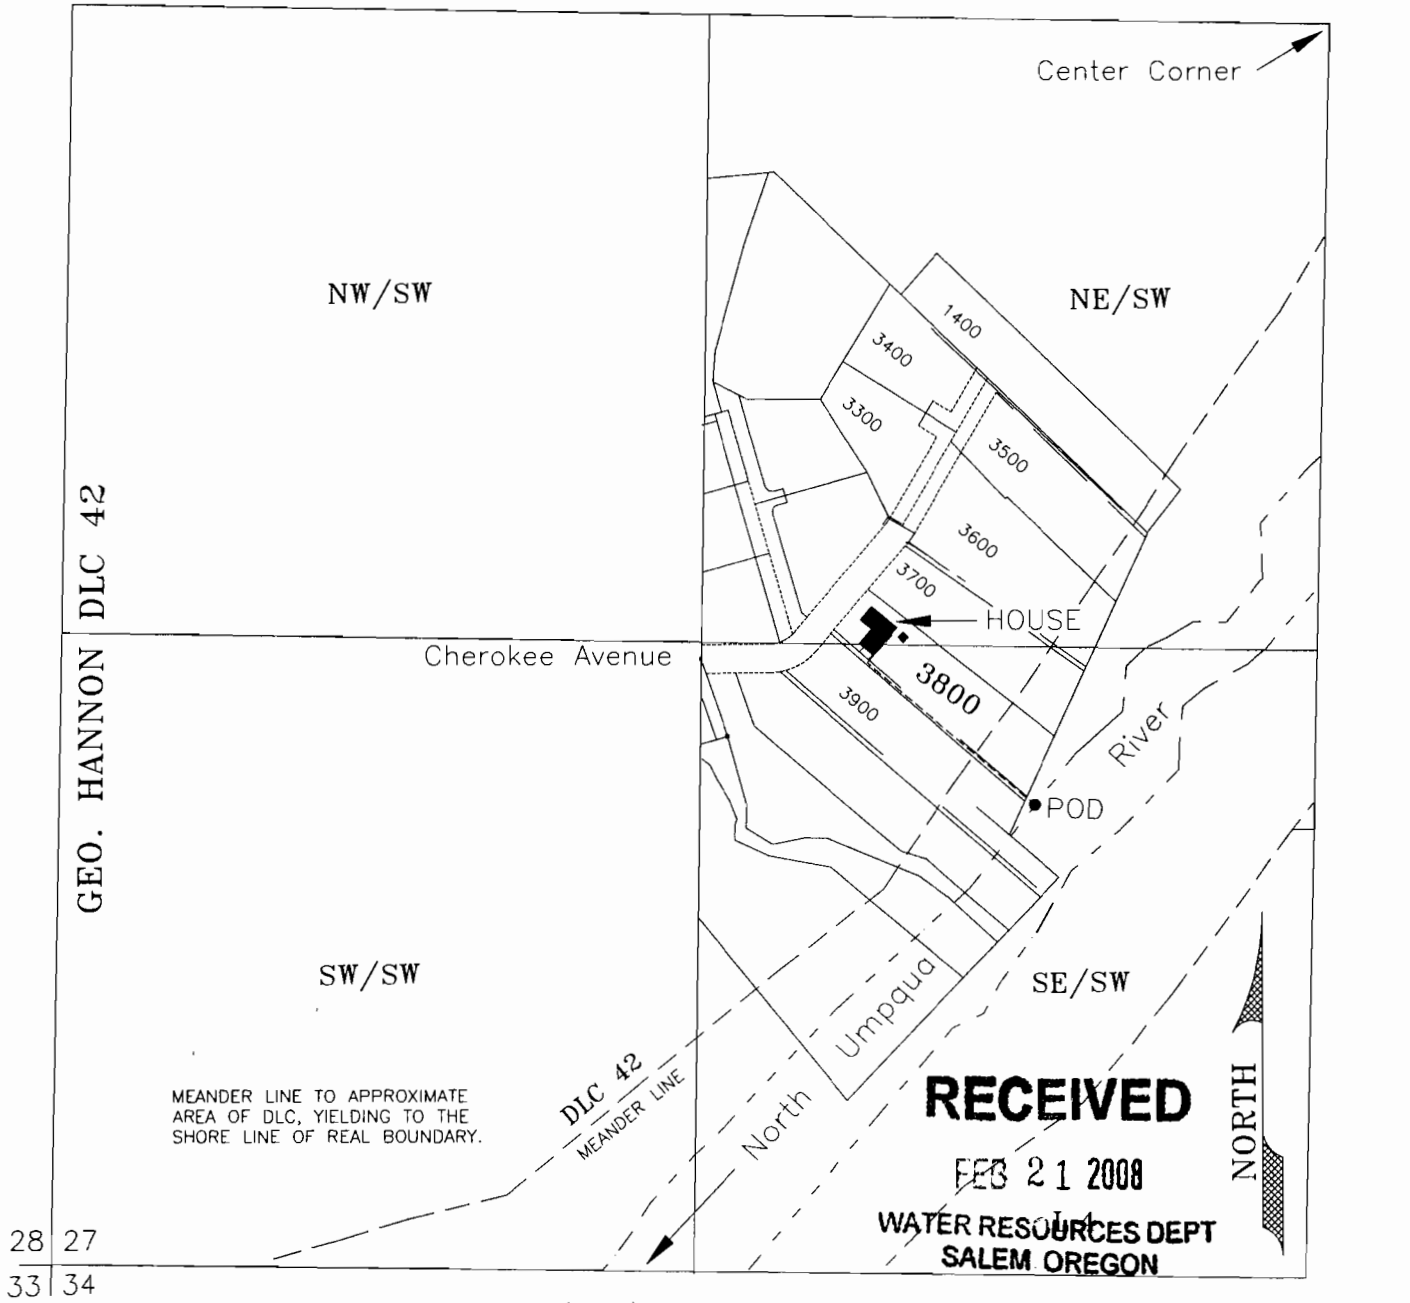 Center Corner
NW/SW
NE/SW
1400
3400
3300
3500
3600
3700
HOUSE
Cherokee Avenue
3800
3900
GEO. HANNON DLC 42
River
POD
SW/SW
SE/SW
Umpqua
North
DLC 42
MEANDER LINE
MEANDER LINE TO APPROXIMATE
AREA OF DLC, YIELDING TO THE
SHORE LINE OF REAL BOUNDARY.
NORTH
RECEIVED
FEB 21 2008
WATER RESOURCES DEPT
SALEM OREGON
28 27
33 34